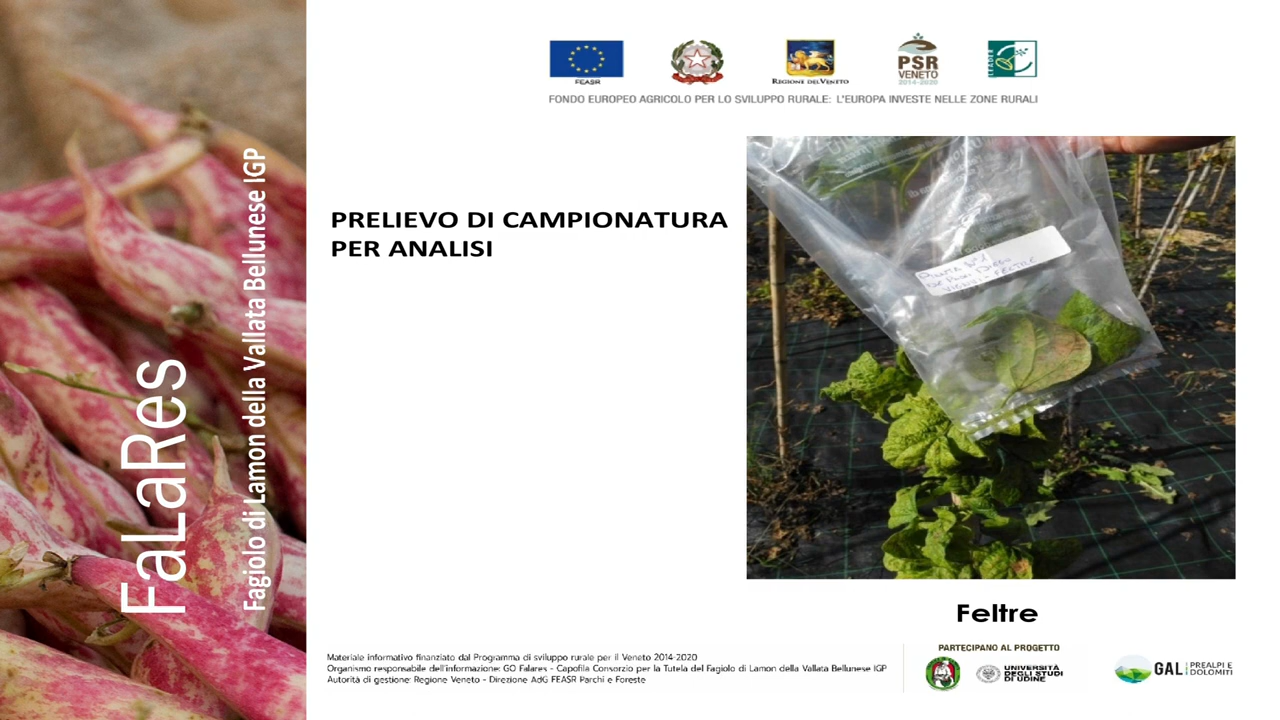 FaLaRes
Fagiolo di Lamon della Vallata Bellunese IGP
FEASR
REGIONE DEL VENETO
PSR
VENETO
2014-2020
LEADER
FONDO EUROPEO AGRICOLO PER LO SVILUPPO RURALE: L'EUROPA INVESTE NELLE ZONE RURALI
PRELIEVO DI CAMPIONATURA
PER ANALISI
PIANTA N°1
Feltre
Materiale informativo finanziato dal Programma di sviluppo rurale per il Veneto 2014-2020
Organismo responsabile dell'informazione: GO Falares - Capofila Consorzio per la Tutela del Fagiolo di Lamon della Vallata Bellunese IGP
Autorità di gestione: Regione Veneto - Direzione AdG FEASR Parchi e Foreste
PARTECIPANO AL PROGETTO
UNIVERSITÀ
DEGLI STUDI
DI UDINE
GAL PREALPI E
DOLOMITI